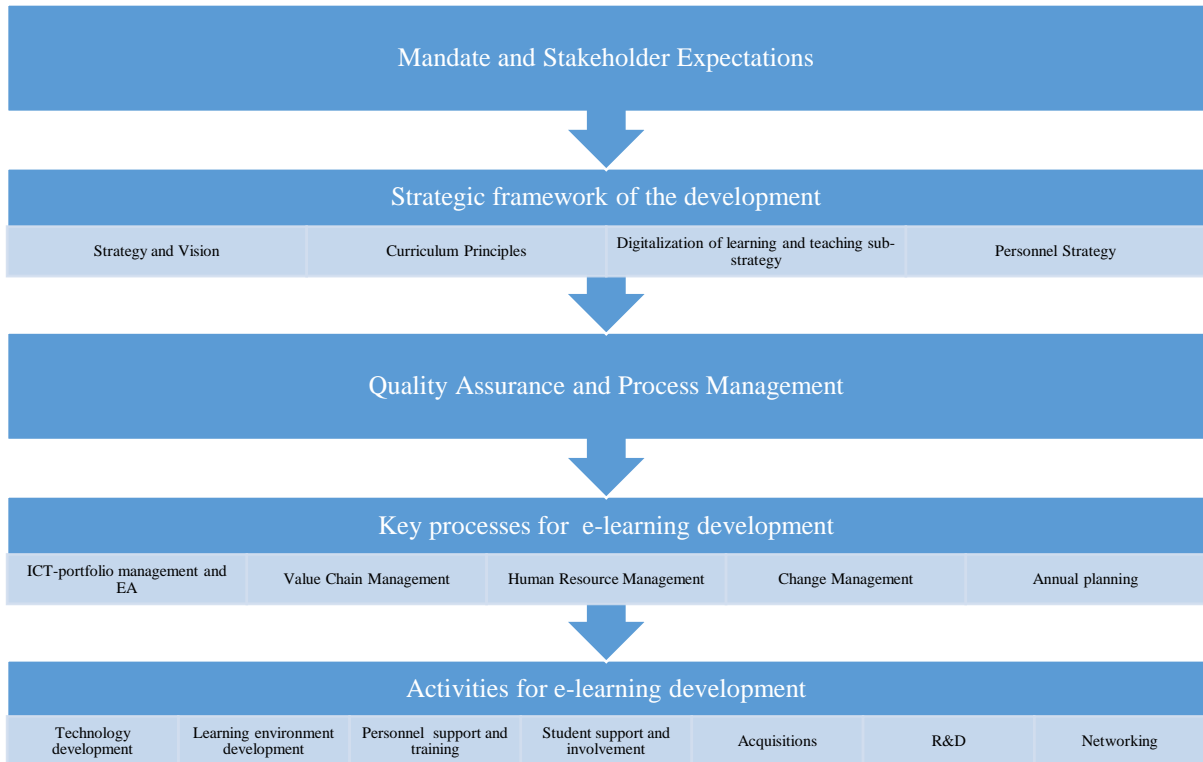 Mandate and Stakeholder Expectations
Strategic framework of the development
Strategy and Vision
Curriculum Principles
Digitalization of learning and teaching sub-
strategy
Personnel Strategy
Quality Assurance and Process Management
Key processes for e-learning development
ICT-portfolio management and
EA
Value Chain Management
Human Resource Management
Change Management
Annual planning
Activities for e-learning development
Technology
development
Learning environment
development
Personnel support and
training
Student support and
involvement
Acquisitions
R&D
Networking